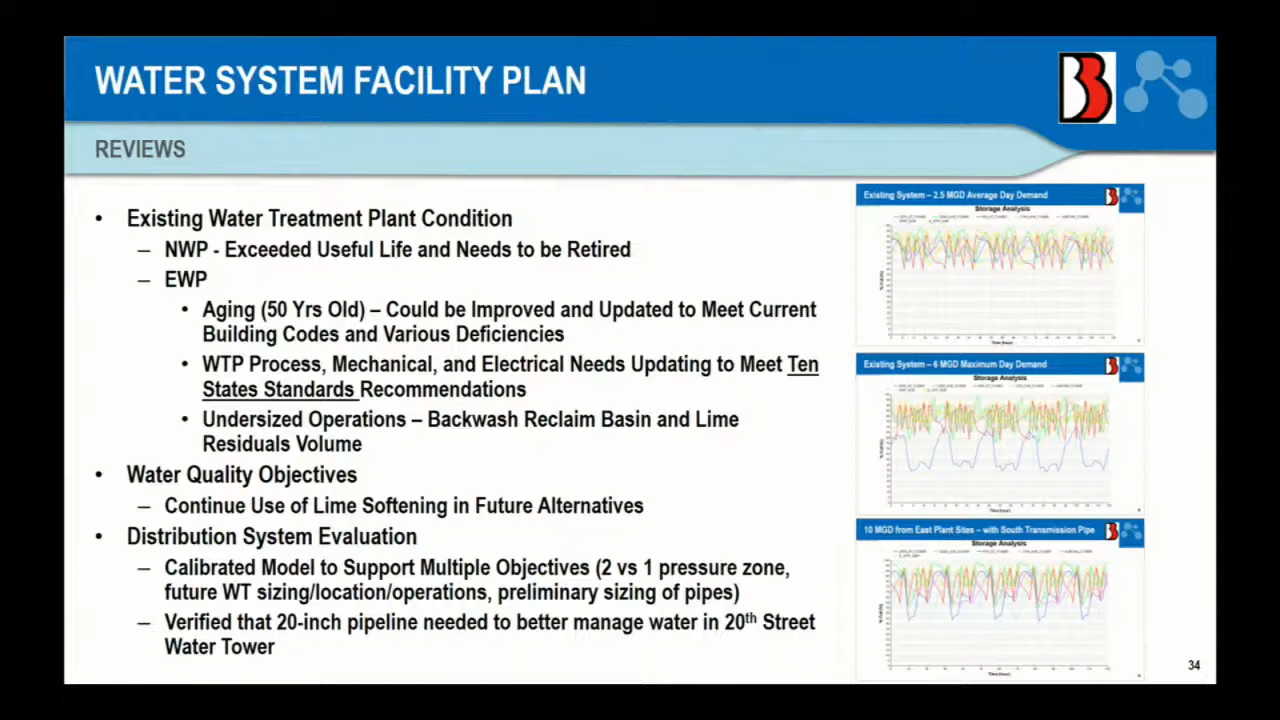 WATER SYSTEM FACILITY PLAN
REVIEWS
• Existing Water Treatment Plant Condition
– NWP - Exceeded Useful Life and Needs to be Retired
– EWP
• Aging (50 Yrs Old) – Could be Improved and Updated to Meet Current
Building Codes and Various Deficiencies
• WTP Process, Mechanical, and Electrical Needs Updating to Meet Ten
States Standards Recommendations
• Undersized Operations – Backwash Reclaim Basin and Lime
Residuals Volume
• Water Quality Objectives
– Continue Use of Lime Softening in Future Alternatives
• Distribution System Evaluation
– Calibrated Model to Support Multiple Objectives (2 vs 1 pressure zone,
future WT sizing/location/operations, preliminary sizing of pipes)
– Verified that 20-inch pipeline needed to better manage water in 20th Street
Water Tower
Existing System – 2.5 MGD Average Day Demand
Storage Analysis
Existing System – 6 MGD Maximum Day Demand
Storage Analysis
10 MGD from East Plant Sites – with South Transmission Pipe
Storage Analysis
34